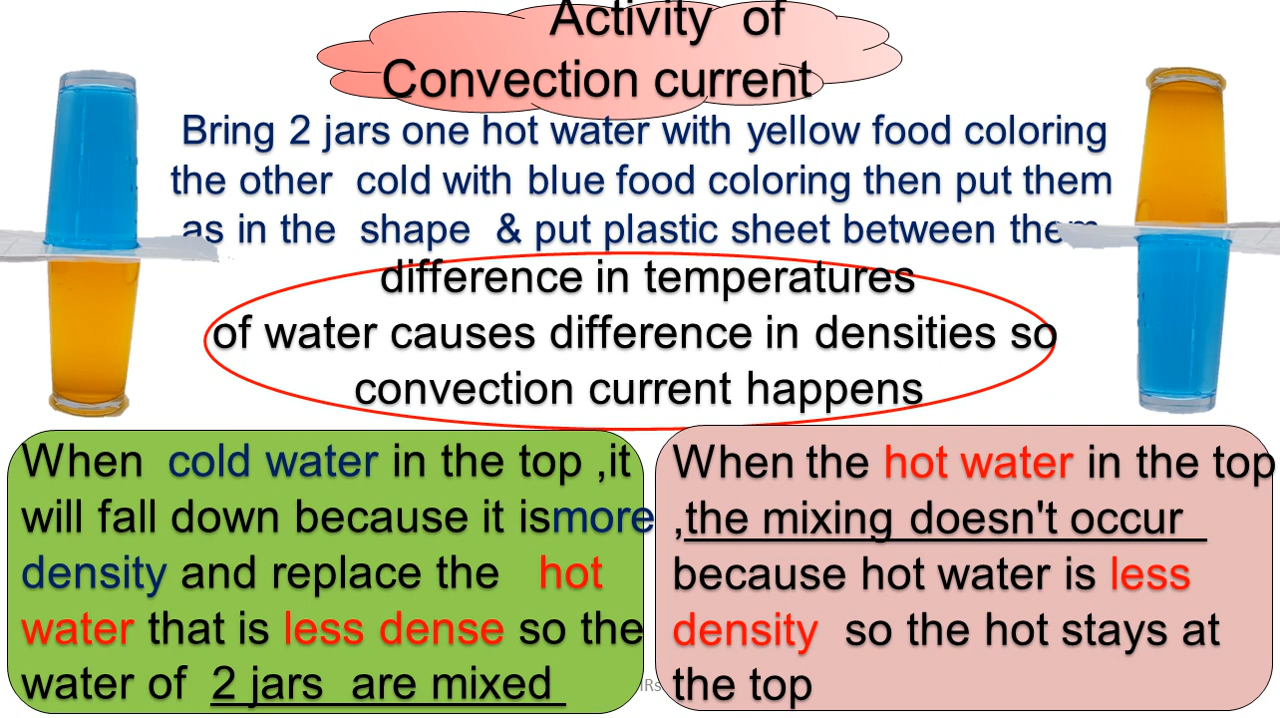 Activity of
Convection current
Bring 2 jars one hot water with yellow food coloring
the other cold with blue food coloring then put them
as in the shape & put plastic sheet between them
difference in temperatures
of water causes difference in densities so
convection current happens
When cold water in the top ,it
will fall down because it ismore
density and replace the hot
water that is less dense so the
water of 2 jars are mixed
When the hot water in the top
,the mixing doesn't occur
because hot water is less
density so the hot stays at
the top